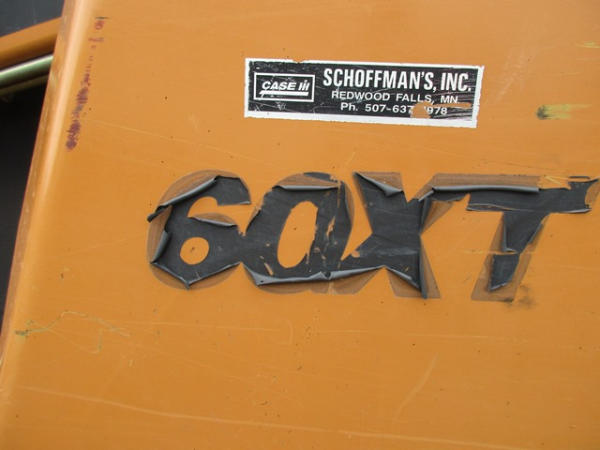 CASE IH
SCHOFFMAN'S, INC.
REDWOOD FALLS, MN
Ph. 507-637-
60XT